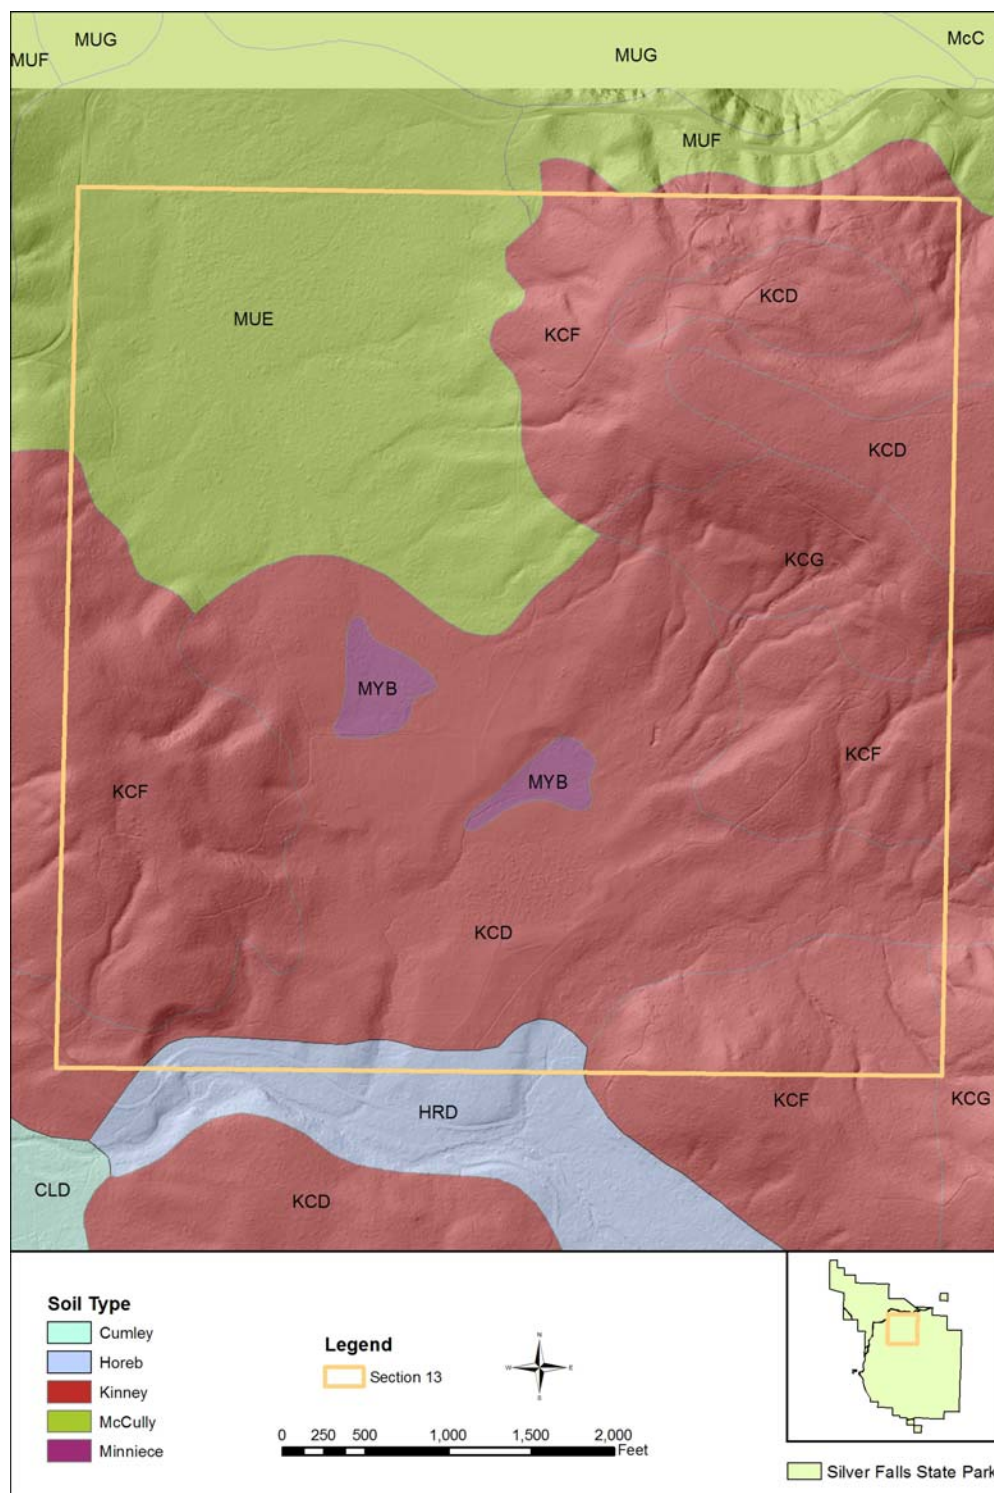 MUG
MUF
MUG
McC
MUF
KCD
MUE
KCF
KCD
KCG
MYB
KCF
MYB
KCF
KCD
KCF
KCG
HRD
CLD
KCD
Soil Type
Cumley
Horeb
Kinney
McCully
Minniece
Legend
Section 13
N
W
E
S
0 250 500 1,000 1,500 2,000
Feet
Silver Falls State Park